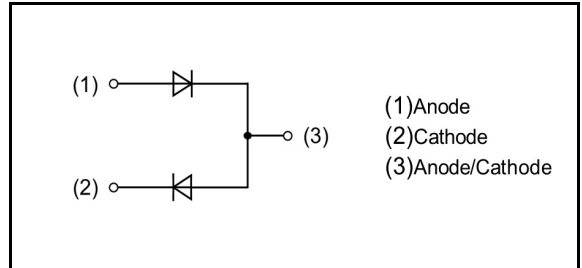 (1)
(3)
(2)
(1)Anode
(2)Cathode
(3)Anode/Cathode